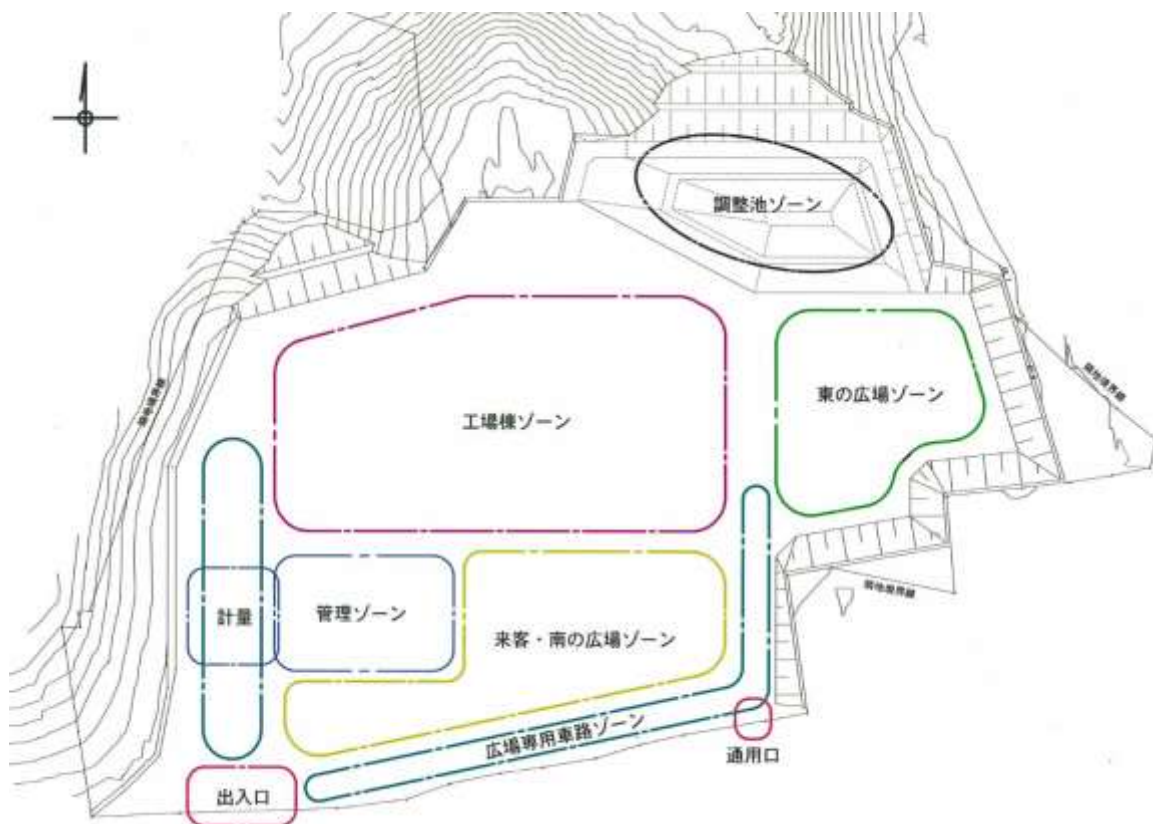 調整池ゾーン
東の広場ゾーン
工場棟ゾーン
計量
管理ゾーン
来客・南の広場ゾーン
広場専用車路ゾーン
通用口
出入口